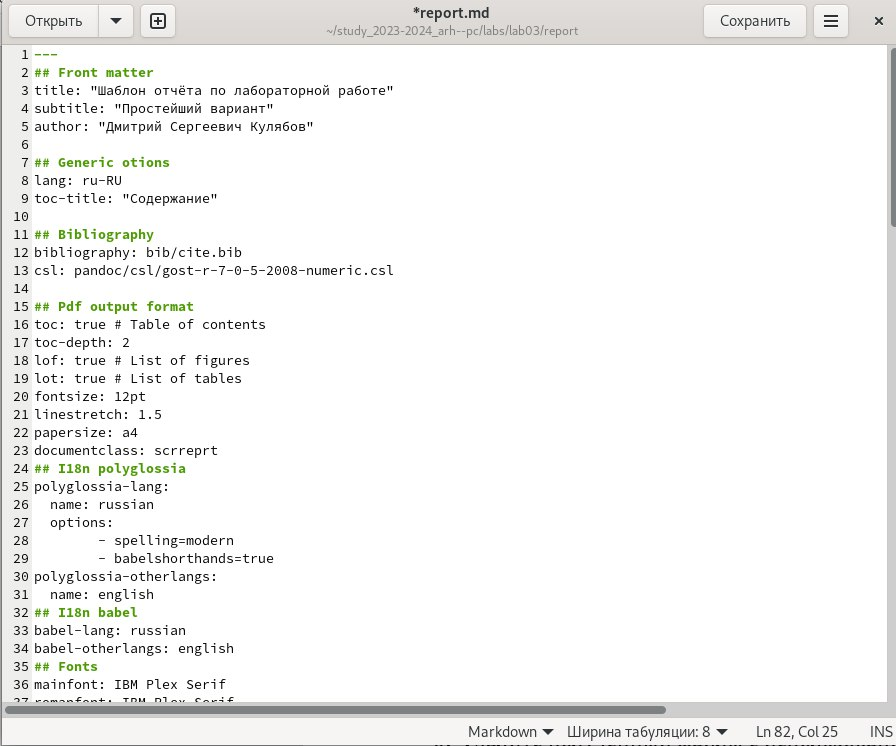 Открыть
*report.md
~/study_2023-2024_arh--pc/labs/lab03/report
Сохранить
1 ---
2 ## Front matter
3 title: "Шаблон отчёта по лабораторной работе"
4 subtitle: "Простейший вариант"
5 author: "Дмитрий Сергеевич Кулябов"
6
7 ## Generic otions
8 lang: ru-RU
9 toc-title: "Содержание"
10
11 ## Bibliography
12 bibliography: bib/cite.bib
13 csl: pandoc/csl/gost-r-7-0-5-2008-numeric.csl
14
15 ## Pdf output format
16 toc: true # Table of contents
17 toc-depth: 2
18 lof: true # List of figures
19 lot: true # List of tables
20 fontsize: 12pt
21 linestretch: 1.5
22 papersize: a4
23 documentclass: scrreprt
24 ## I18n polyglossia
25 polyglossia-lang:
26   name: russian
27   options:
28         - spelling=modern
29         - babelshorthands=true
30 polyglossia-otherlangs:
31   name: english
32 ## I18n babel
33 babel-lang: russian
34 babel-otherlangs: english
35 ## Fonts
36 mainfont: IBM Plex Serif
37 romanfont: IBM Plex Serif
Markdown Ширина табуляции: 8 Ln 82, Col 25 INS